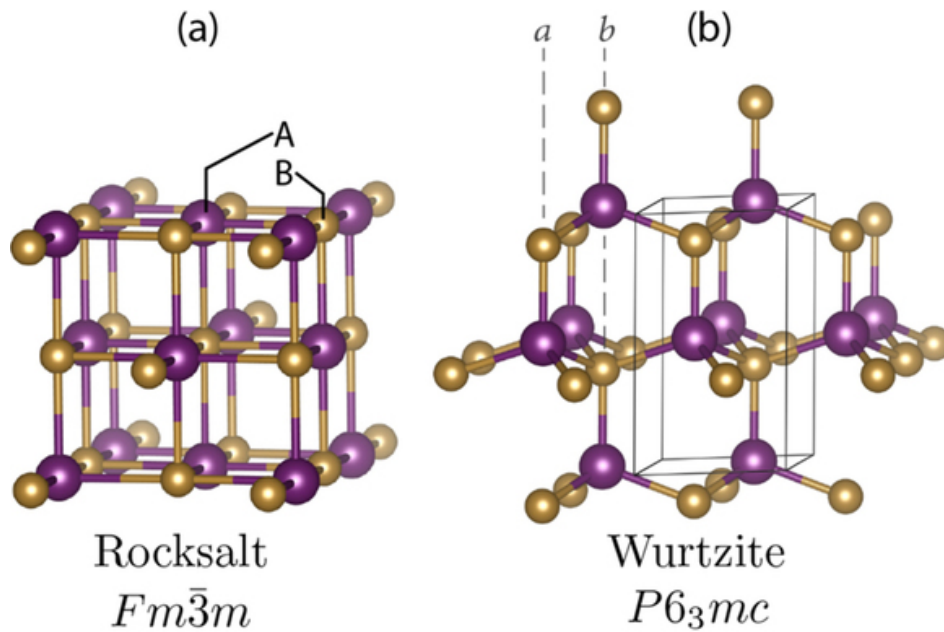 (a)
a b (b)
A
B
Rocksalt
Fm3̄m
Wurtzite
P6₃mc